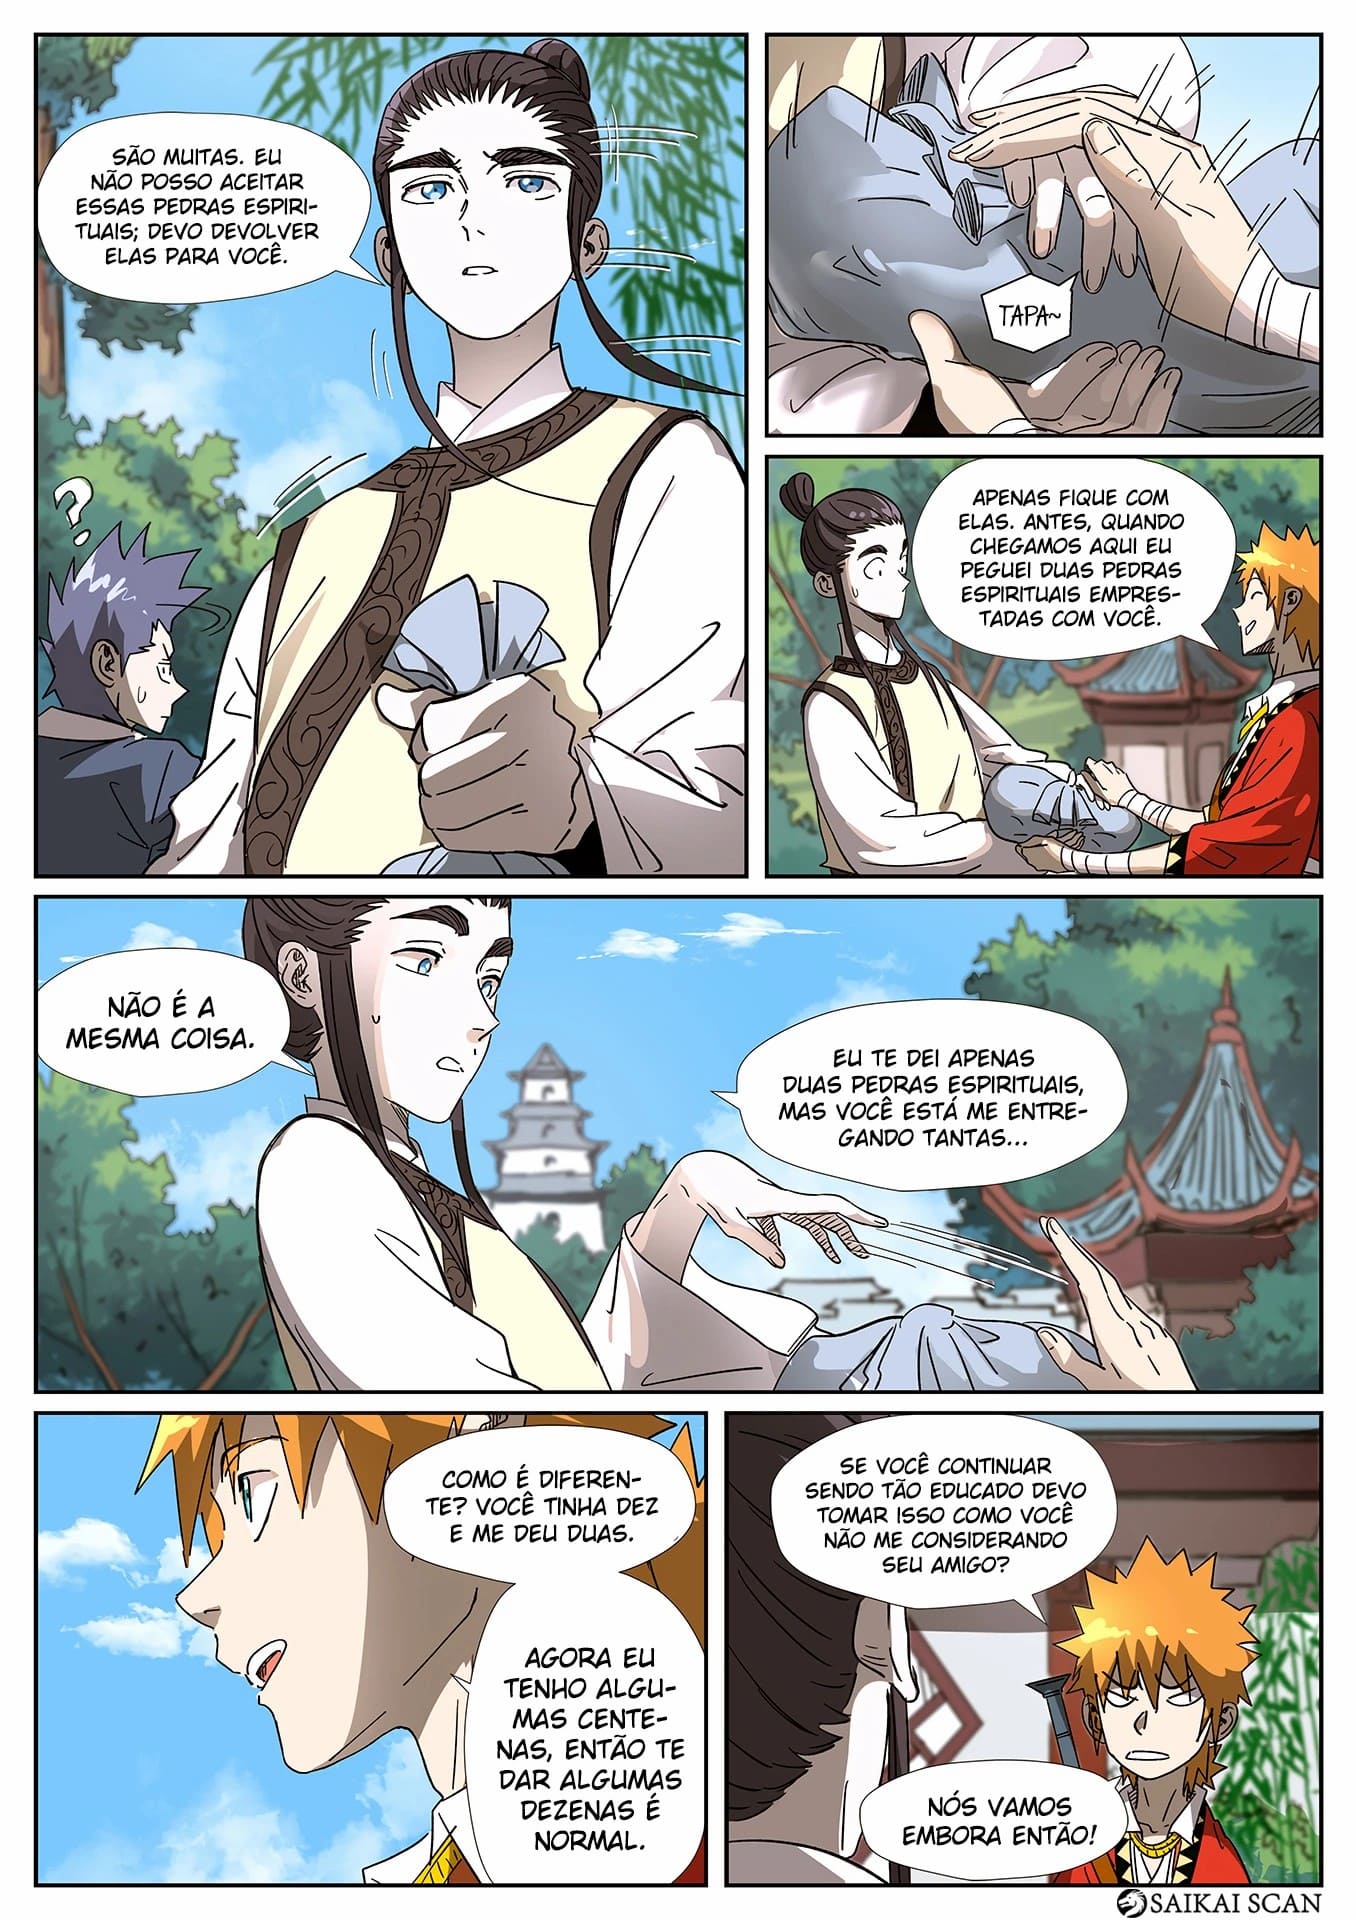 SÃO MUITAS. EU
NÃO POSSO ACEITAR
ESSAS PEDRAS ESPIRI-
TUAIS; DEVO DEVOLVER
ELAS PARA VOCÊ.
?
TAPA~
APENAS FIQUE COM
ELAS. ANTES, QUANDO
CHEGAMOS AQUI EU
PEGUEI DUAS PEDRAS
ESPIRITUAIS EMPRES-
TADAS COM VOCÊ.
NÃO É A
MESMA COISA.
EU TE DEI APENAS
DUAS PEDRAS ESPIRITUAIS,
MAS VOCÊ ESTÁ ME ENTRE-
GANDO TANTAS...
COMO É DIFEREN-
TE? VOCÊ TINHA DEZ
E ME DEU DUAS.
AGORA EU
TENHO ALGU-
MAS CENTE-
NAS, ENTÃO TE
DAR ALGUMAS
DEZENAS É
NORMAL.
SE VOCÊ CONTINUAR
SENDO TÃO EDUCADO DEVO
TOMAR ISSO COMO VOCÊ
NÃO ME CONSIDERANDO
SEU AMIGO?
NÓS VAMOS
EMBORA ENTÃO!
SAIKAI SCAN